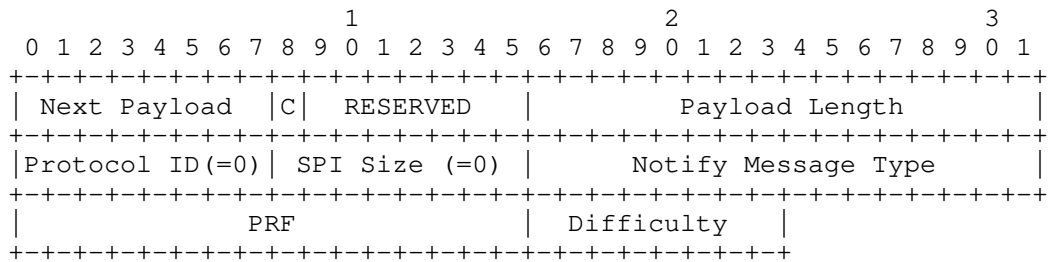 1                   2                   3
 0 1 2 3 4 5 6 7 8 9 0 1 2 3 4 5 6 7 8 9 0 1 2 3 4 5 6 7 8 9 0 1
+-+-+-+-+-+-+-+-+-+-+-+-+-+-+-+-+-+-+-+-+-+-+-+-+-+-+-+-+-+-+-+-+
| Next Payload  |C|  RESERVED   |         Payload Length        |
+-+-+-+-+-+-+-+-+-+-+-+-+-+-+-+-+-+-+-+-+-+-+-+-+-+-+-+-+-+-+-+-+
|Protocol ID(=0)| SPI Size (=0) |      Notify Message Type      |
+-+-+-+-+-+-+-+-+-+-+-+-+-+-+-+-+-+-+-+-+-+-+-+-+-+-+-+-+-+-+-+-+
|              PRF              |  Difficulty   |
+-+-+-+-+-+-+-+-+-+-+-+-+-+-+-+-+-+-+-+-+-+-+-+-+